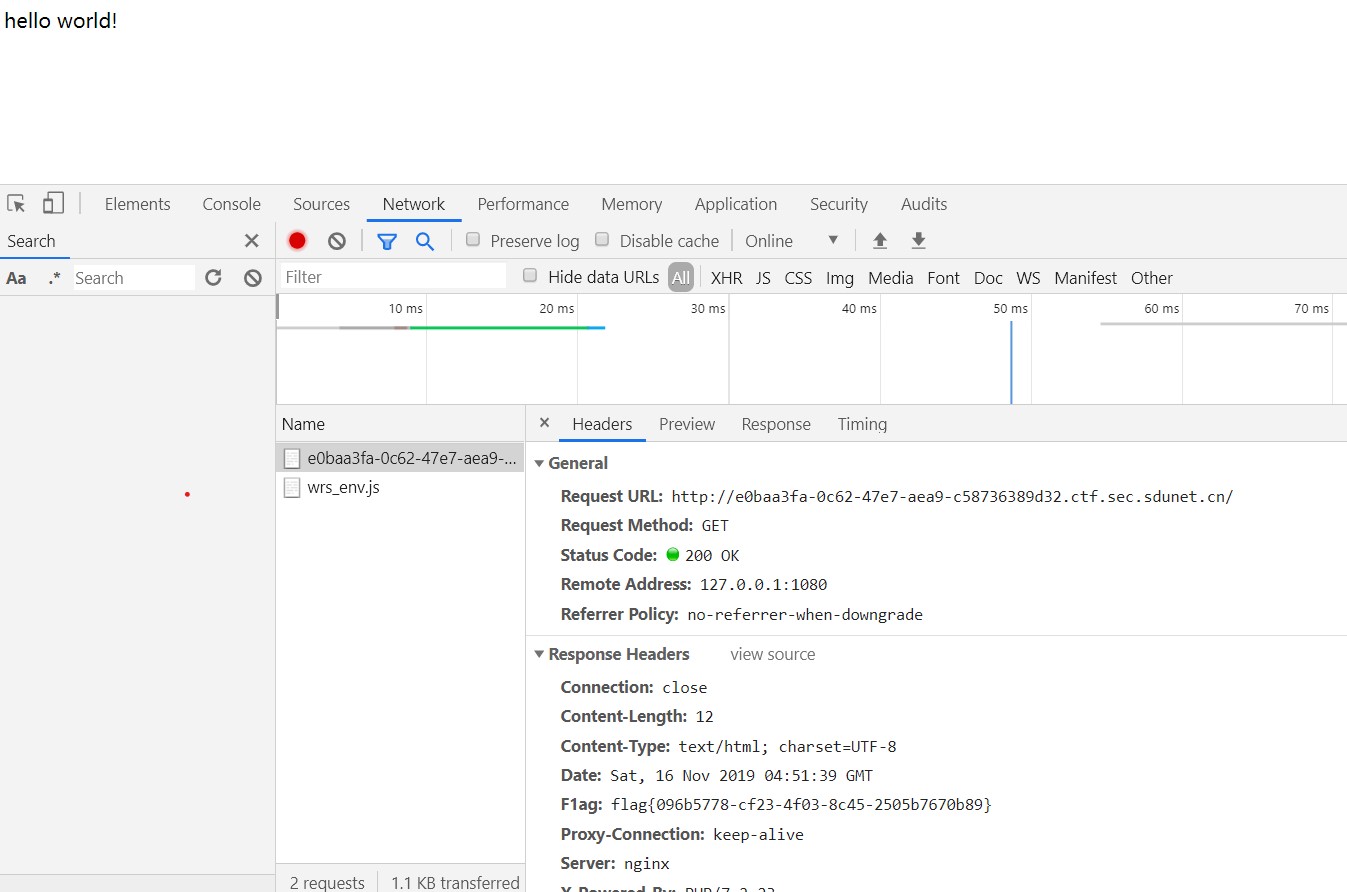 hello world!
Elements Console Sources Network Performance Memory Application Security Audits
Search
Preserve log Disable cache Online
Aa .* Search
Filter Hide data URLs All XHR JS CSS Img Media Font Doc WS Manifest Other
10 ms 20 ms 30 ms 40 ms 50 ms 60 ms 70 ms
Name
e0baa3fa-0c62-47e7-aea9-...
wrs_env.js
2 requests 1.1 KB transferred
Headers Preview Response Timing
General
Request URL: http://e0baa3fa-0c62-47e7-aea9-c58736389d32.ctf.sec.sdunet.cn/
Request Method: GET
Status Code: 200 OK
Remote Address: 127.0.0.1:1080
Referrer Policy: no-referrer-when-downgrade
Response Headers view source
Connection: close
Content-Length: 12
Content-Type: text/html; charset=UTF-8
Date: Sat, 16 Nov 2019 04:51:39 GMT
F1ag: flag{096b5778-cf23-4f03-8c45-2505b7670b89}
Proxy-Connection: keep-alive
Server: nginx
X-Powered-By: